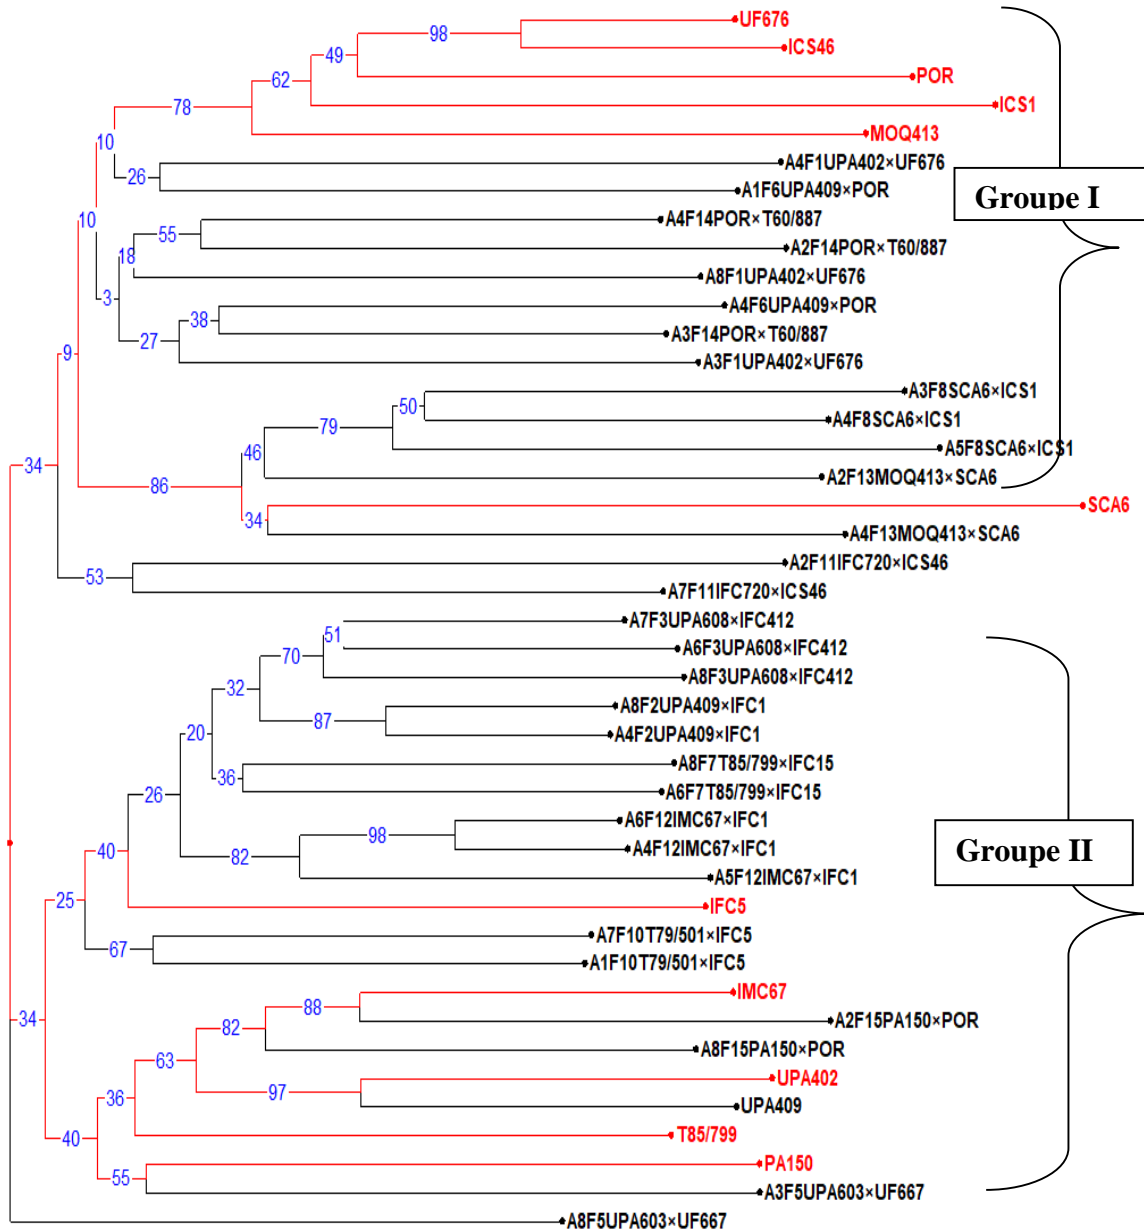 UF676
98
ICS46
49
POR
62
ICS1
78
MOQ413
10
A4F1UPA402×UF676
26
A1F6UPA409×POR
Groupe I
10
A4F14POR×T60/887
55
A2F14POR×T60/887
18
A8F1UPA402×UF676
3
A4F6UPA409×POR
38
A3F14POR×T60/887
27
A3F1UPA402×UF676
9
A3F8SCA6×ICS1
50
A4F8SCA6×ICS1
79
A5F8SCA6×ICS1
46
34
A2F13MOQ413×SCA6
86
SCA6
34
A4F13MOQ413×SCA6
A2F11IFC720×ICS46
53
A7F11IFC720×ICS46
A7F3UPA608×IFC412
51
A6F3UPA608×IFC412
70
A8F3UPA608×IFC412
32
A8F2UPA409×IFC1
87
A4F2UPA409×IFC1
20
A8F7T85/799×IFC15
36
A6F7T85/799×IFC15
26
A6F12IMC67×IFC1
98
A4F12IMC67×IFC1
82
Groupe II
40
A5F12IMC67×IFC1
25
IFC5
A7F10T79/501×IFC5
67
A1F10T79/501×IFC5
IMC67
88
34
A2F15PA150×POR
82
A8F15PA150×POR
63
UPA402
97
36
UPA409
T85/799
40
PA150
55
A3F5UPA603×UF667
A8F5UPA603×UF667